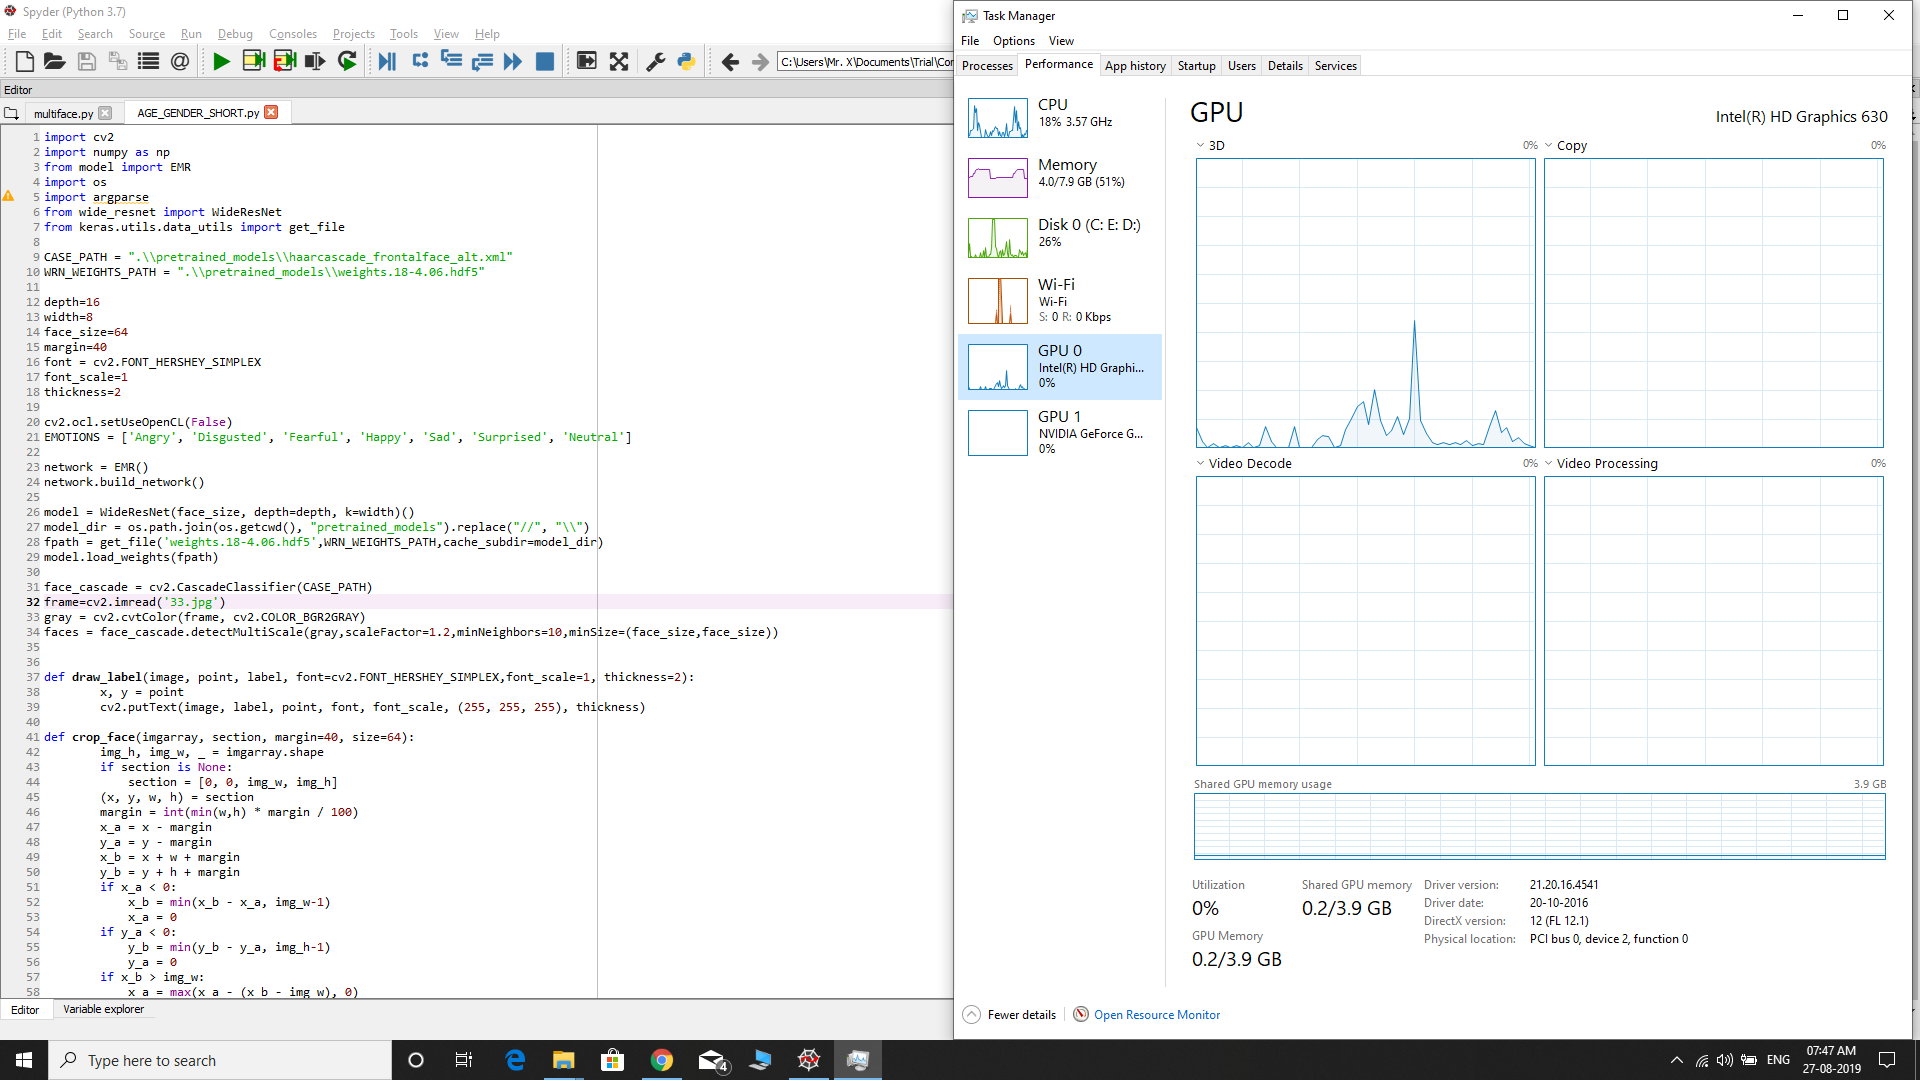 Spyder (Python 3.7)
File Edit Search Source Run Debug Consoles Projects Tools View Help
C:\Users\Mr. X\Documents\Trial\Cor
Editor
multiface.py AGE_GENDER_SHORT.py
1 import cv2
2 import numpy as np
3 from model import EMR
4 import os
5 import argparse
6 from wide_resnet import WideResNet
7 from keras.utils.data_utils import get_file
8
9 CASE_PATH = ".\\pretrained_models\\haarcascade_frontalface_alt.xml"
10 WRN_WEIGHTS_PATH = ".\\pretrained_models\\weights.18-4.06.hdf5"
11
12 depth=16
13 width=8
14 face_size=64
15 margin=40
16 font = cv2.FONT_HERSHEY_SIMPLEX
17 font_scale=1
18 thickness=2
19
20 cv2.ocl.setUseOpenCL(False)
21 EMOTIONS = ['Angry', 'Disgusted', 'Fearful', 'Happy', 'Sad', 'Surprised', 'Neutral']
22
23 network = EMR()
24 network.build_network()
25
26 model = WideResNet(face_size, depth=depth, k=width)()
27 model_dir = os.path.join(os.getcwd(), "pretrained_models").replace("//", "\\")
28 fpath = get_file('weights.18-4.06.hdf5',WRN_WEIGHTS_PATH,cache_subdir=model_dir)
29 model.load_weights(fpath)
30
31 face_cascade = cv2.CascadeClassifier(CASE_PATH)
32 frame=cv2.imread('33.jpg')
33 gray = cv2.cvtColor(frame, cv2.COLOR_BGR2GRAY)
34 faces = face_cascade.detectMultiScale(gray,scaleFactor=1.2,minNeighbors=10,minSize=(face_size,face_size))
35
36
37 def draw_label(image, point, label, font=cv2.FONT_HERSHEY_SIMPLEX,font_scale=1, thickness=2):
38 x, y = point
39 cv2.putText(image, label, point, font, font_scale, (255, 255, 255), thickness)
40
41 def crop_face(imgarray, section, margin=40, size=64):
42 img_h, img_w, _ = imgarray.shape
43 if section is None:
44 section = [0, 0, img_w, img_h]
45 (x, y, w, h) = section
46 margin = int(min(w,h) * margin / 100)
47 x_a = x - margin
48 y_a = y - margin
49 x_b = x + w + margin
50 y_b = y + h + margin
51 if x_a < 0:
52 x_b = min(x_b - x_a, img_w-1)
53 x_a = 0
54 if y_a < 0:
55 y_b = min(y_b - y_a, img_h-1)
56 y_a = 0
57 if x_b > img_w:
58 x_a = max(x_a - (x_b - img_w), 0)
Editor Variable explorer
Task Manager
File Options View
Processes Performance App history Startup Users Details Services
CPU
18% 3.57 GHz
Memory
4.0/7.9 GB (51%)
Disk 0 (C: E: D:)
26%
Wi-Fi
Wi-Fi
S: 0 R: 0 Kbps
GPU 0
Intel(R) HD Graphi...
0%
GPU 1
NVIDIA GeForce G...
0%
GPU Intel(R) HD Graphics 630
3D 0% Copy 0%
Video Decode 0% Video Processing 0%
Shared GPU memory usage 3.9 GB
Utilization
0%
Shared GPU memory
0.2/3.9 GB
GPU Memory
0.2/3.9 GB
Driver version: 21.20.16.4541
Driver date: 20-10-2016
DirectX version: 12 (FL 12.1)
Physical location: PCI bus 0, device 2, function 0
Fewer details Open Resource Monitor
Type here to search
4
ENG
07:47 AM
27-08-2019